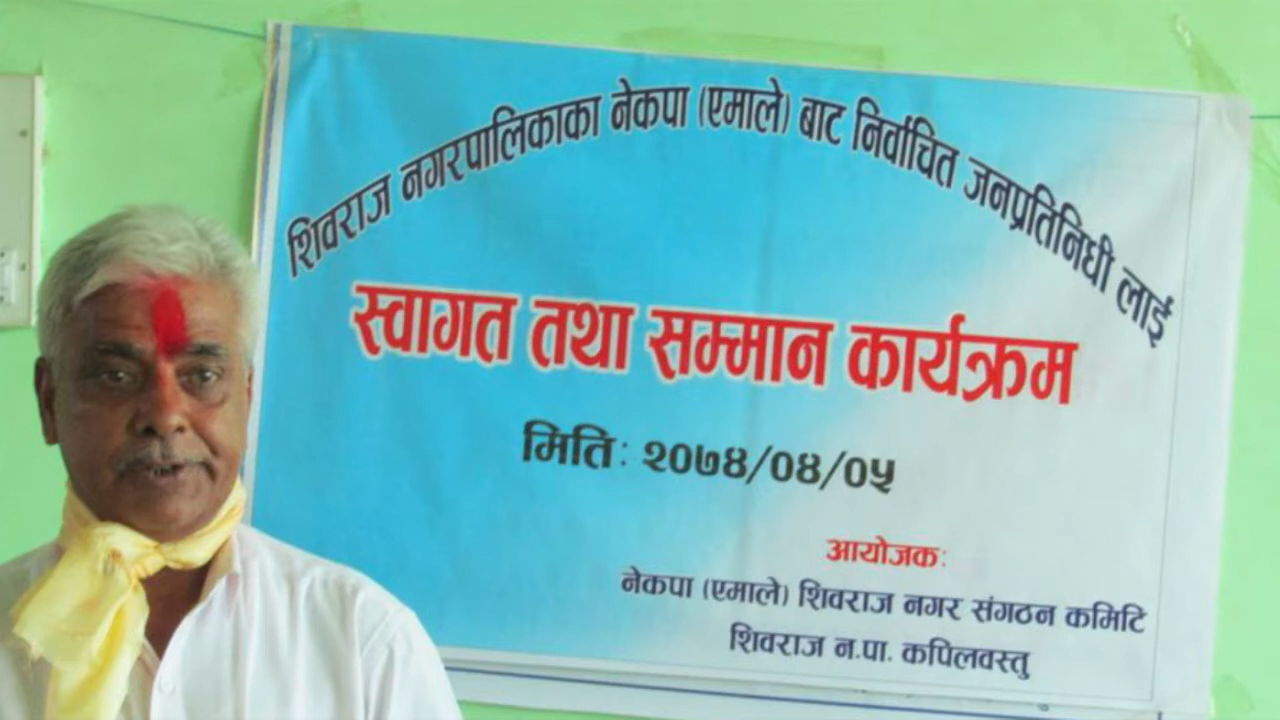 शिवराज नगरपालिकाका नेकपा (एमाले) बाट निर्वाचित जनप्रतिनिधी लाई
स्वागत तथा सम्मान कार्यक्रम
मितिः २०७४/०४/०५
आयोजकः
नेकपा (एमाले) शिवराज नगर संगठन कमिटि
शिवराज न.पा. कपिलवस्तु